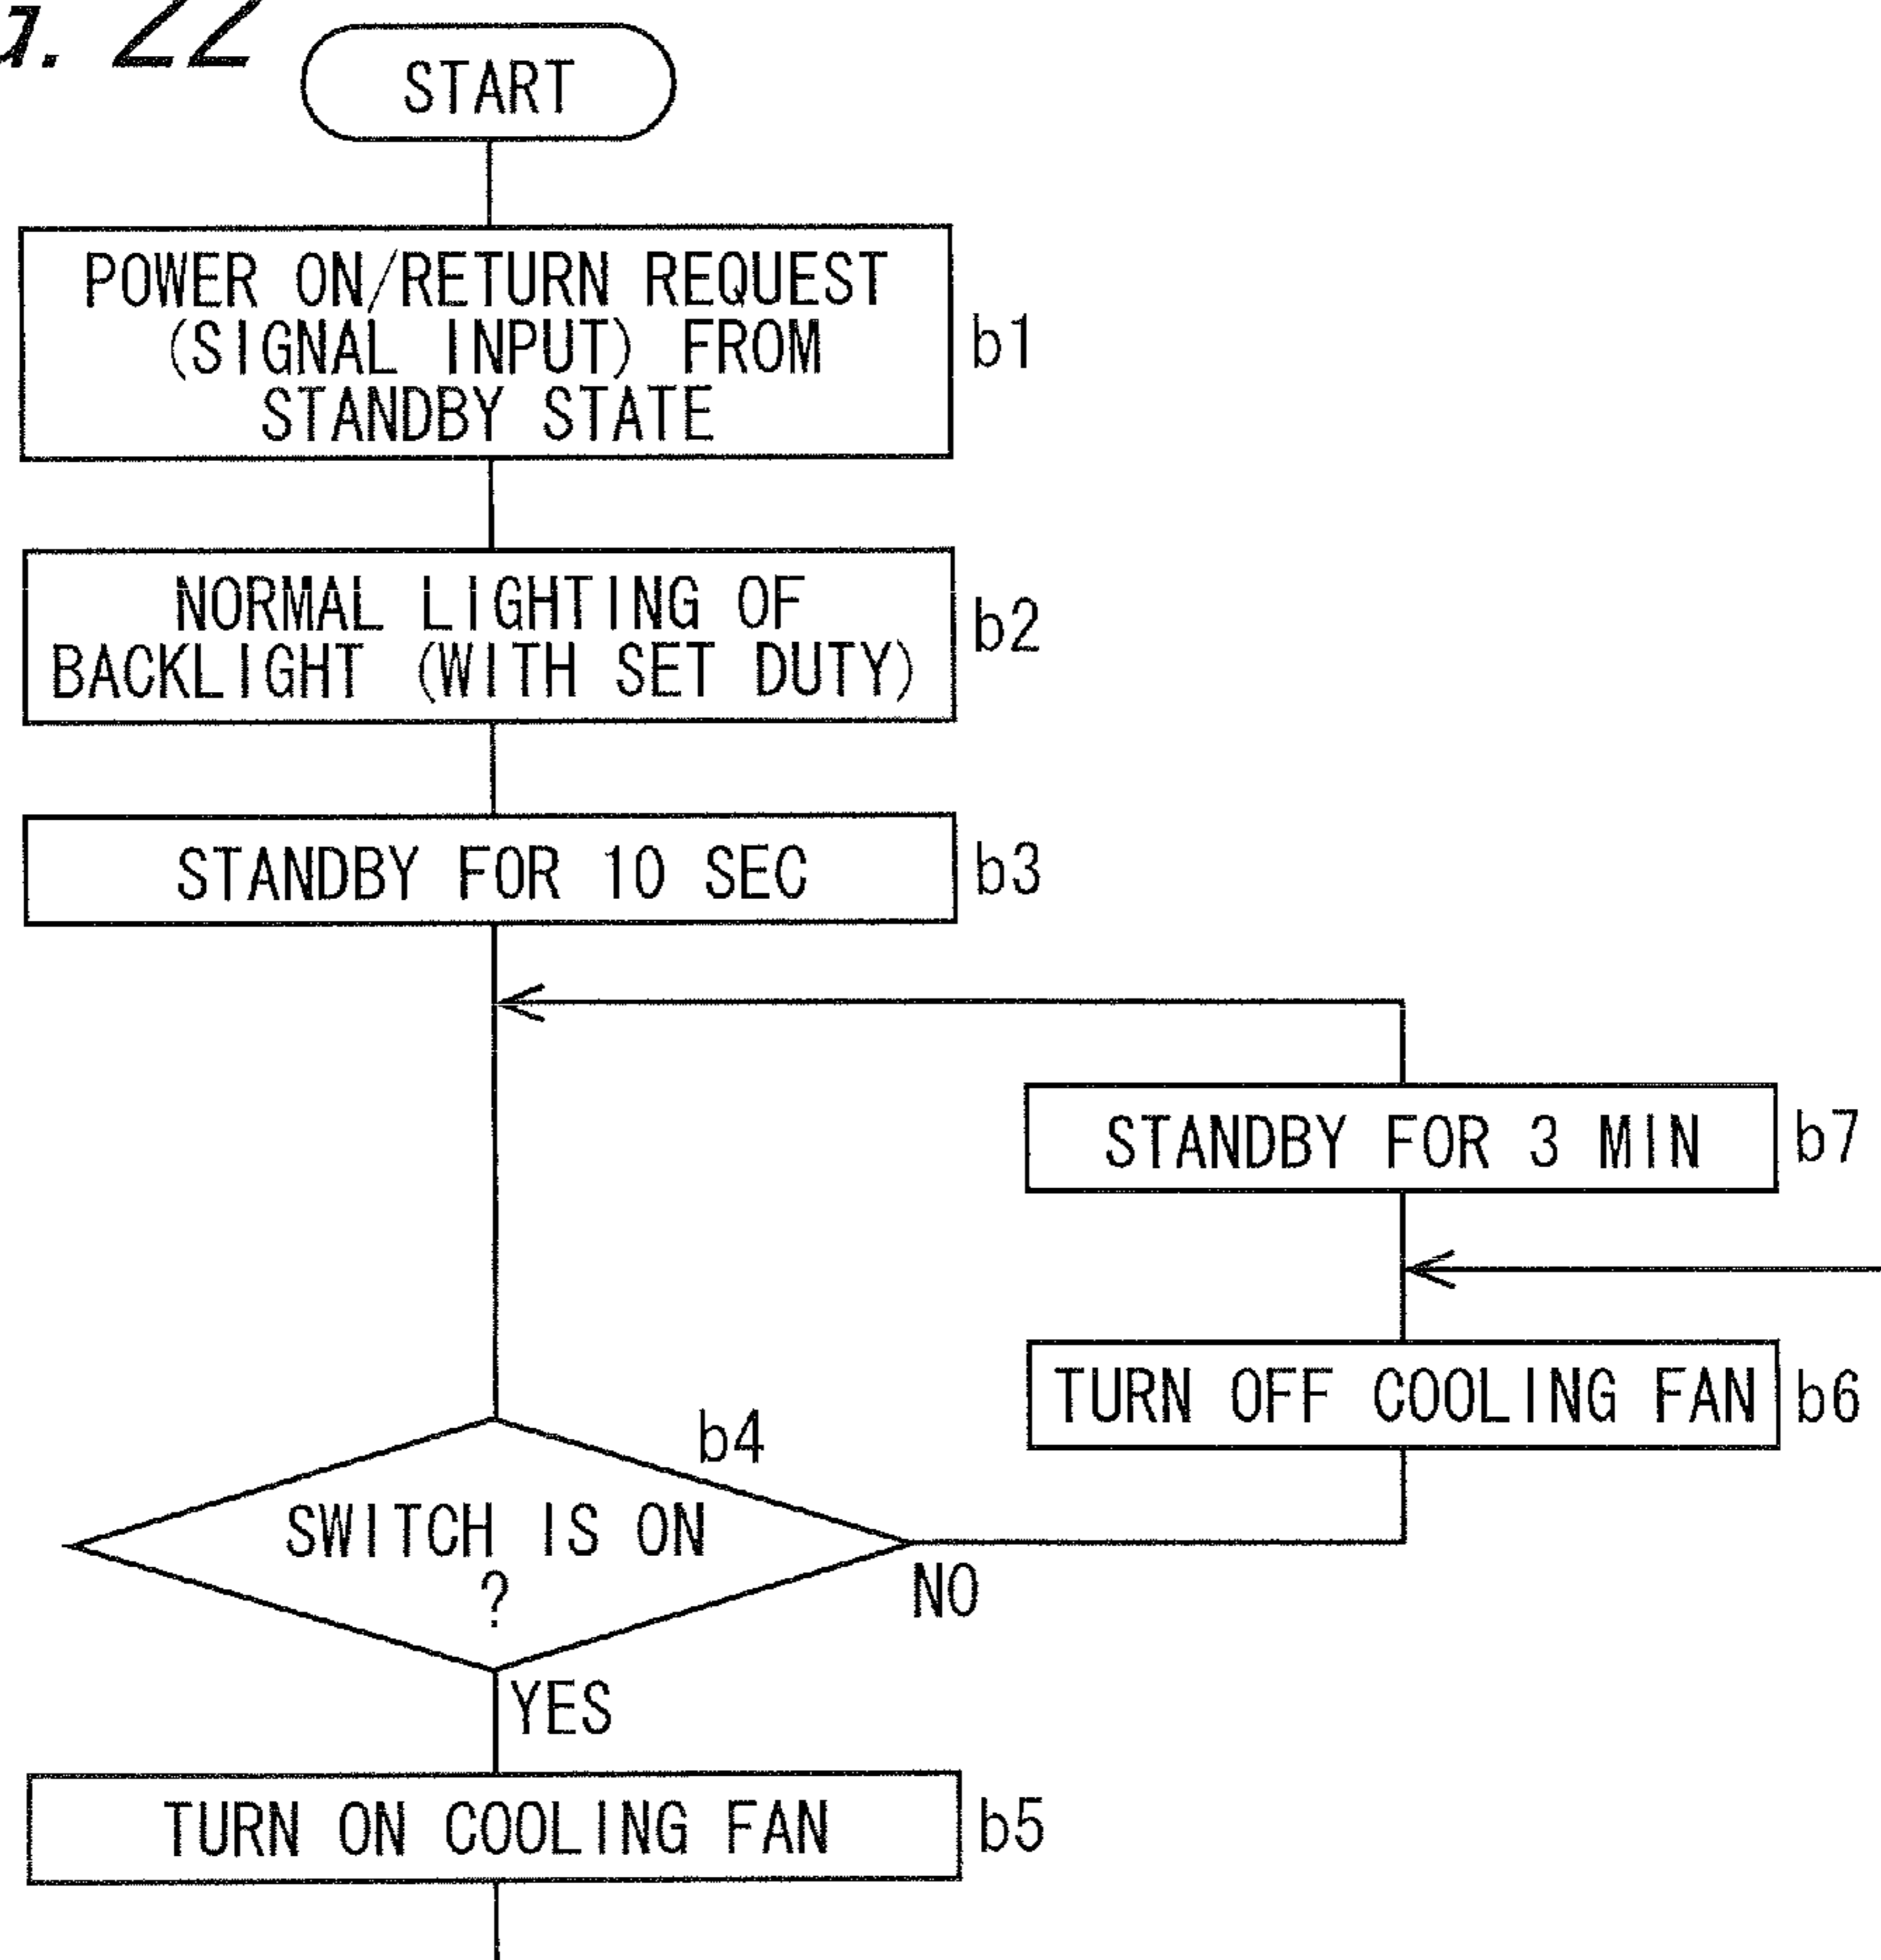 22
START
POWER ON/RETURN REQUEST
(SIGNAL INPUT) FROM
STANDBY STATE
b1
NORMAL LIGHTING OF
BACKLIGHT (WITH SET DUTY)
b2
STANDBY FOR 10 SEC
b3
STANDBY FOR 3 MIN
b7
TURN OFF COOLING FAN
b6
b4
SWITCH IS ON
?
NO
YES
TURN ON COOLING FAN
b5